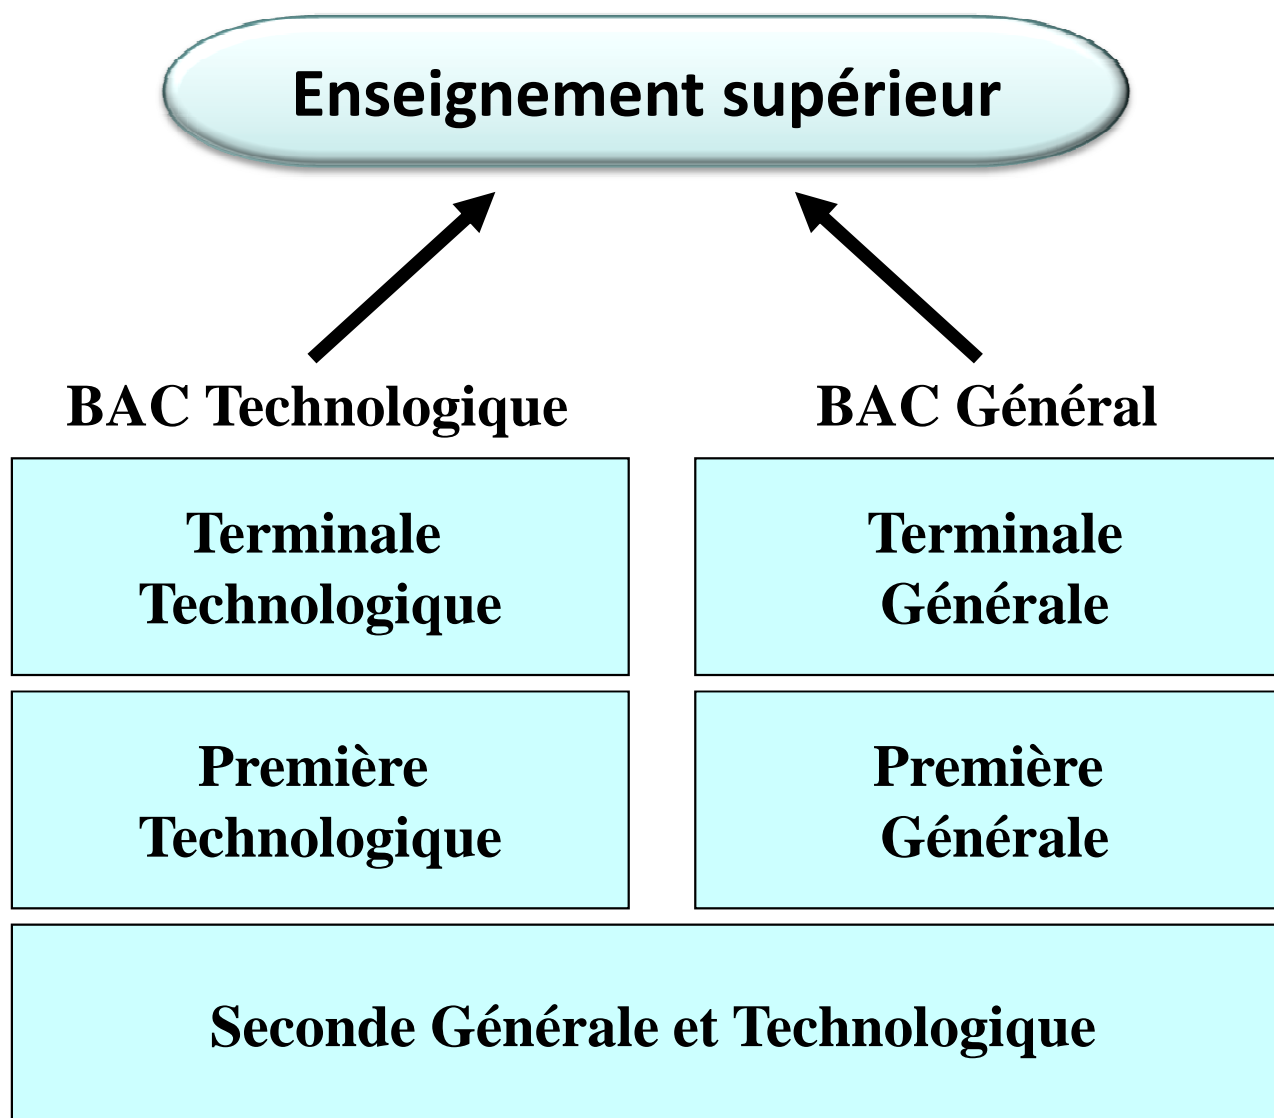 Enseignement supérieur
BAC Technologique
BAC Général
Terminale
Technologique
Terminale
Générale
Première
Technologique
Première
Générale
Seconde Générale et Technologique